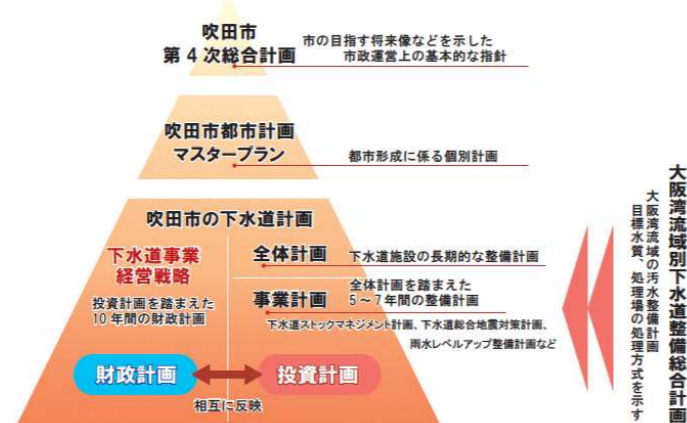 吹田市
第4次総合計画
市の目指す将来像などを示した
市政運営上の基本的な指針
吹田市都市計画
マスタープラン
都市形成に係る個別計画
吹田市の下水道計画
下水道事業
経営戦略
投資計画を踏まえた
10年間の財政計画
全体計画
下水道施設の長期的な整備計画
事業計画
全体計画を踏まえた
5～7年間の整備計画
下水道ストックマネジメント計画、下水道総合地震対策計画、
雨水レベルアップ整備計画など
財政計画
投資計画
相互に反映
大阪湾流域別下水道整備総合計画
大阪湾流域の汚水整備計画
目標水質、処理場の処理方式を示す